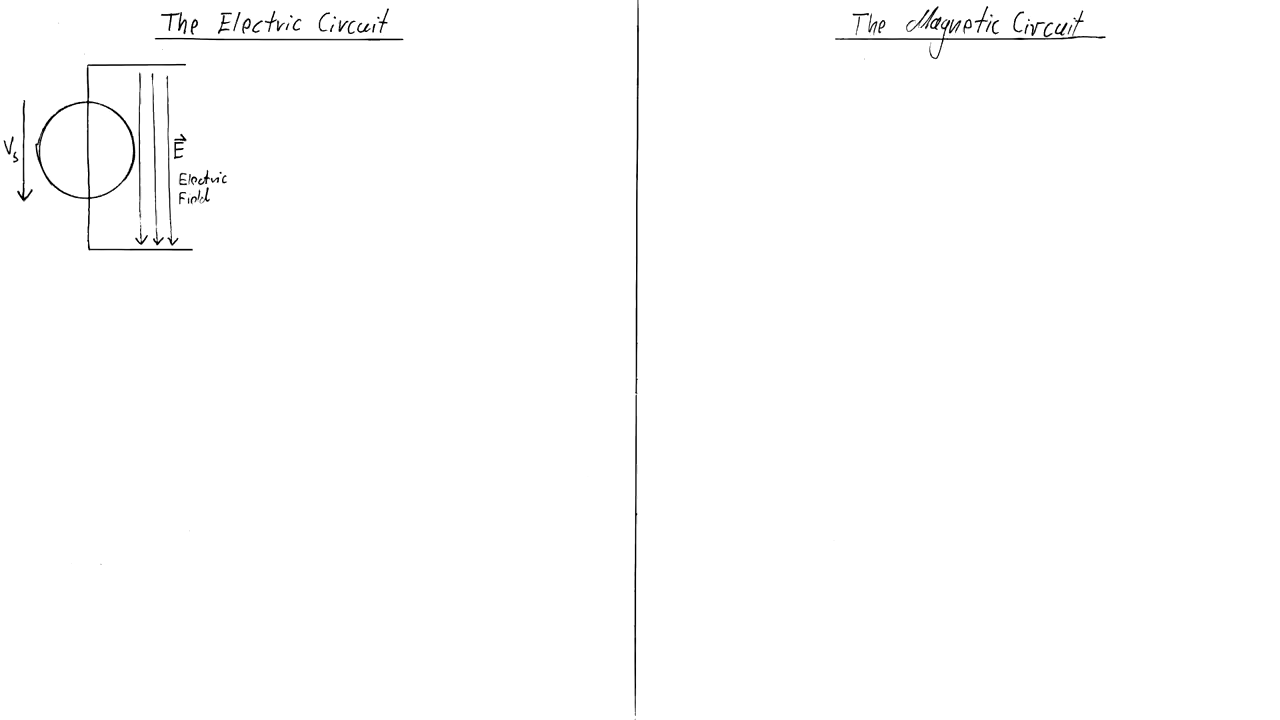 The Electric Circuit
The Magnetic Circuit
Vs
E⃗
Electric
Field